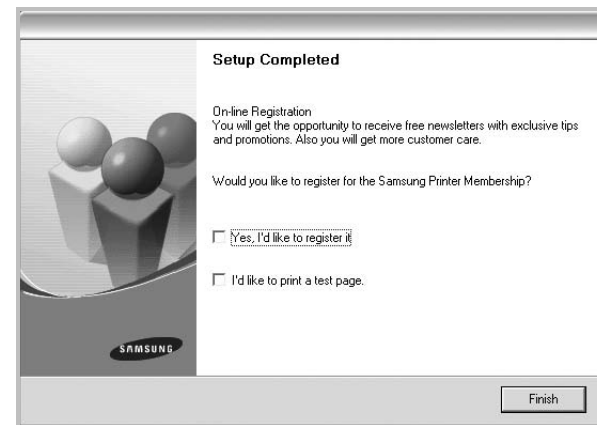 Setup Completed
On-line Registration
You will get the opportunity to receive free newsletters with exclusive tips
and promotions. Also you will get more customer care.
Would you like to register for the Samsung Printer Membership?
Yes, I'd like to register it
I'd like to print a test page.
SAMSUNG
Finish